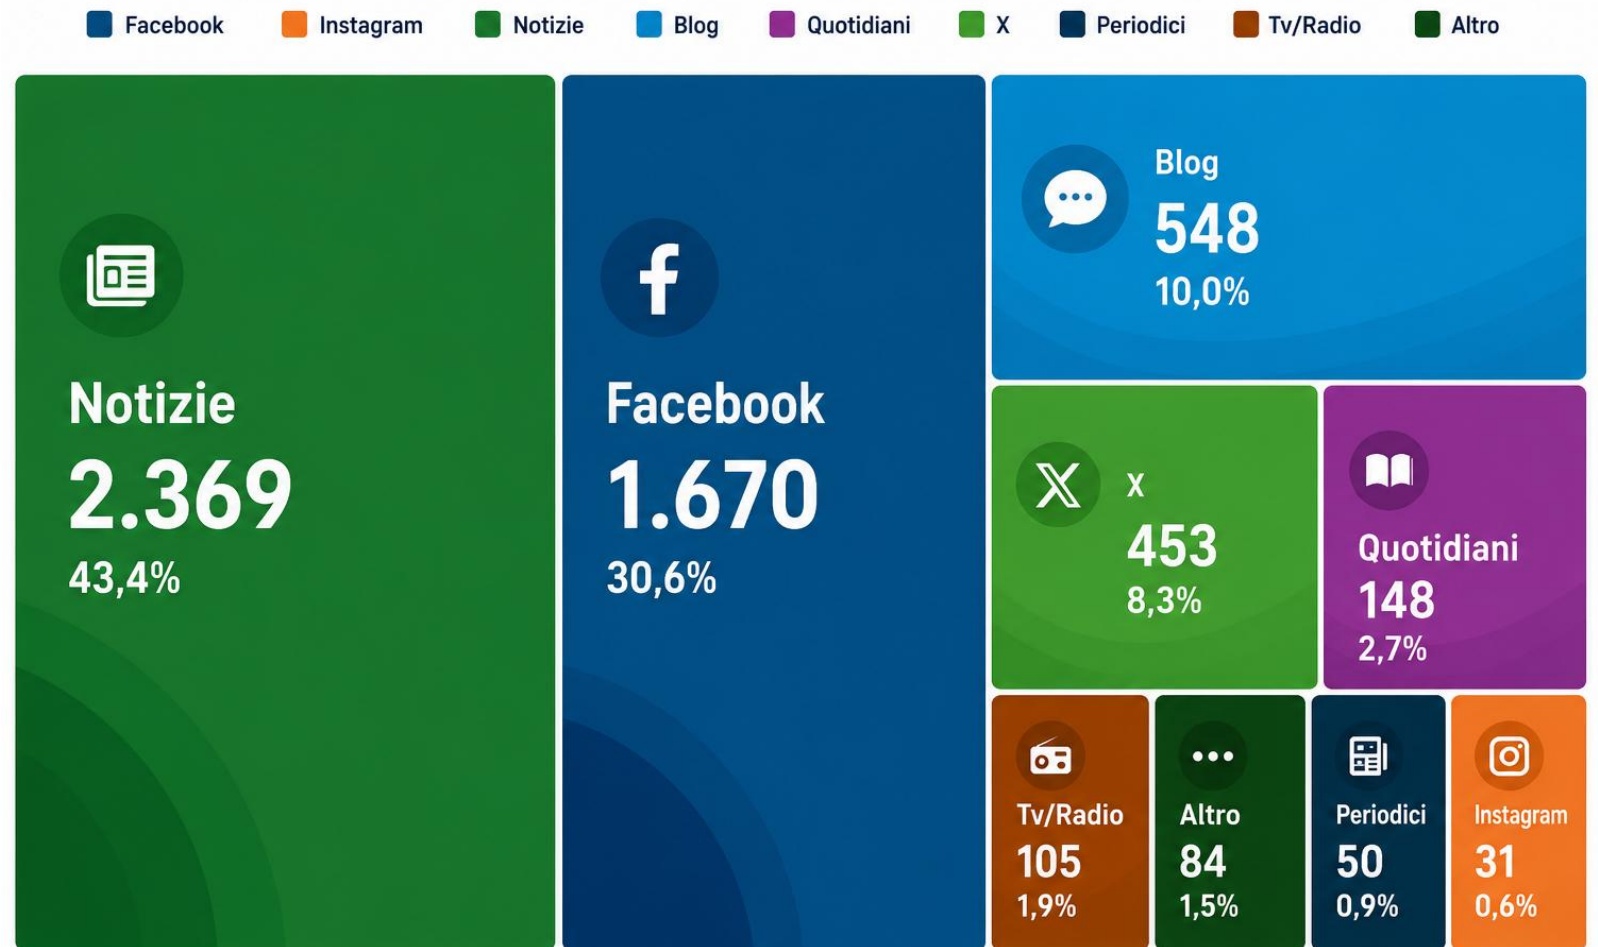 Facebook Instagram Notizie Blog Quotidiani X Periodici Tv/Radio Altro
Notizie
2.369
43,4%
Facebook
1.670
30,6%
Blog
548
10,0%
X
453
8,3%
Quotidiani
148
2,7%
Tv/Radio
105
1,9%
Altro
84
1,5%
Periodici
50
0,9%
Instagram
31
0,6%